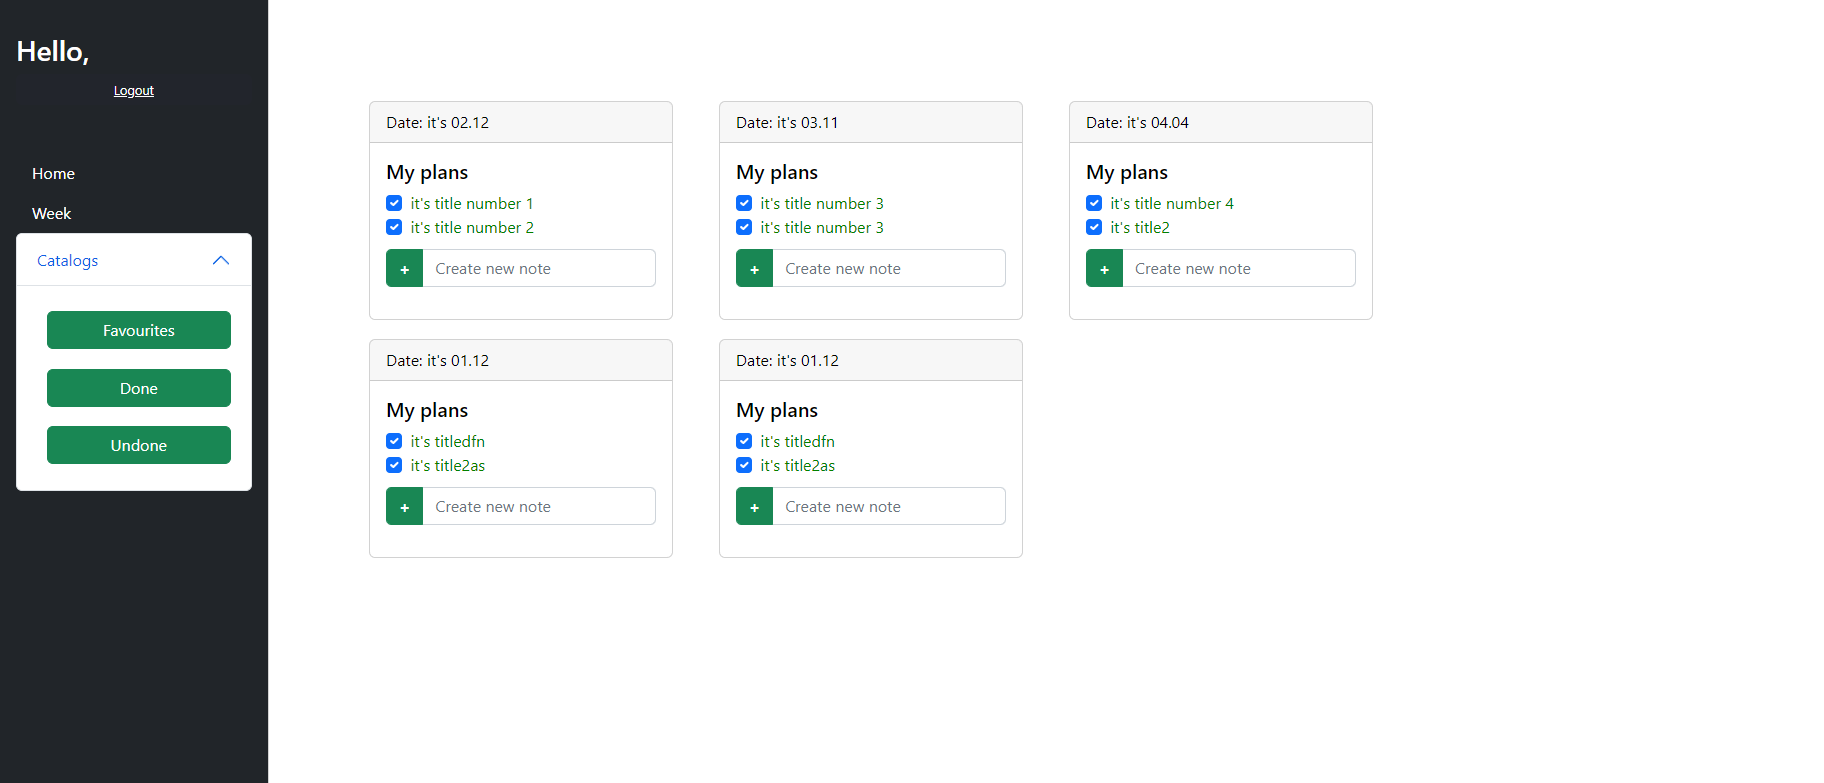 Hello,
Logout
Home
Week
Catalogs
Favourites
Done
Undone
Date: it's 02.12
My plans
it's title number 1
it's title number 2
+ Create new note
Date: it's 03.11
My plans
it's title number 3
it's title number 3
+ Create new note
Date: it's 04.04
My plans
it's title number 4
it's title2
+ Create new note
Date: it's 01.12
My plans
it's titledfn
it's title2as
+ Create new note
Date: it's 01.12
My plans
it's titledfn
it's title2as
+ Create new note